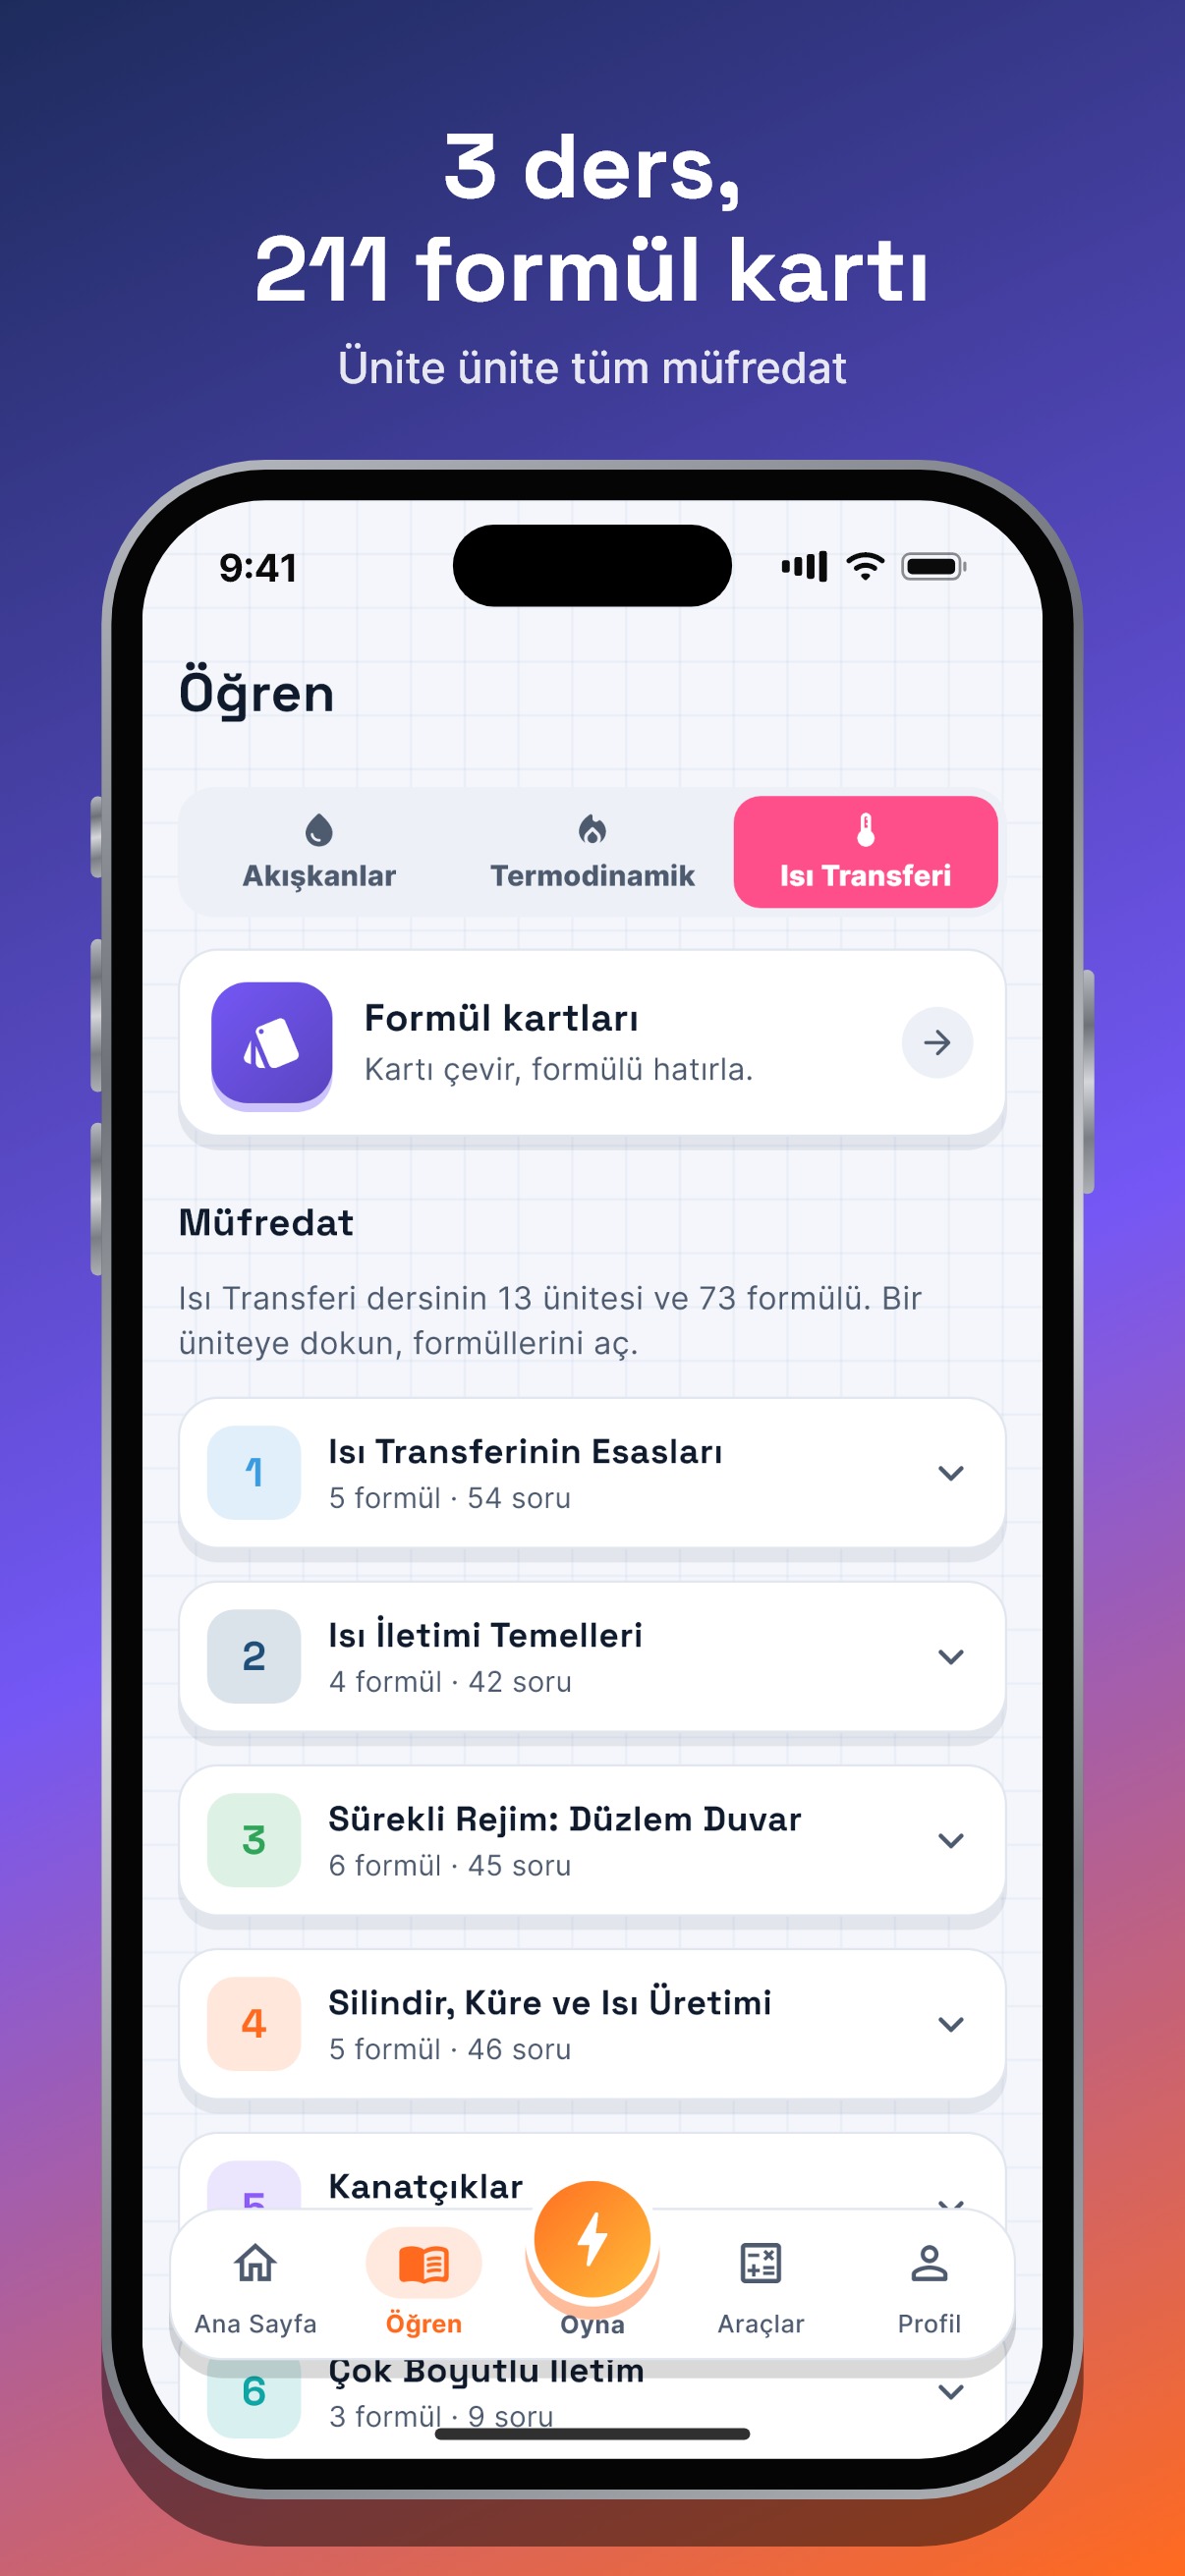 3 ders,
211 formül kartı
Ünite ünite tüm müfredat
9:41
Öğren
Akışkanlar
Termodinamik
Isı Transferi
Formül kartları
Kartı çevir, formülü hatırla.
Müfredat
Isı Transferi dersinin 13 ünitesi ve 73 formülü. Bir
üniteye dokun, formüllerini aç.
1
Isı Transferinin Esasları
5 formül · 54 soru
2
Isı İletimi Temelleri
4 formül · 42 soru
3
Sürekli Rejim: Düzlem Duvar
6 formül · 45 soru
4
Silindir, Küre ve Isı Üretimi
5 formül · 46 soru
5
Kanatçıklar
Ana Sayfa
Öğren
Oyna
Araçlar
Profil
6
Çok Boyutlu İletim
3 formül · 9 soru